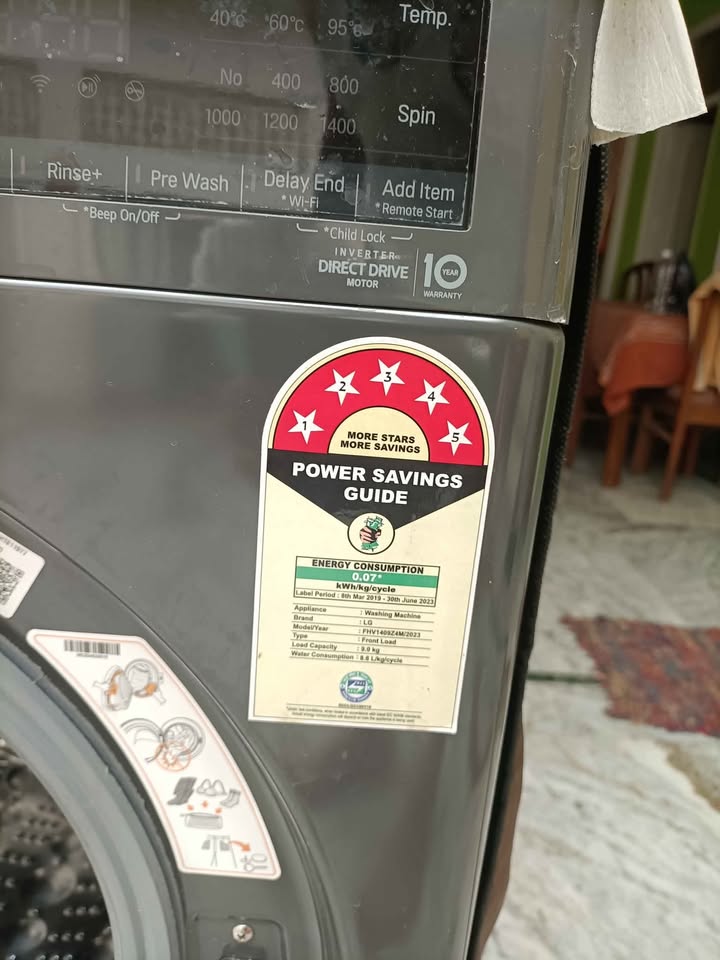 40°c *60°c 95°c
Temp.
No 400 800
1000 1200 1400
Spin
Rinse+
Pre Wash
Delay End
*Wi-Fi
Add Item
*Remote Start
*Beep On/Off
*Child Lock
INVERTER
DIRECT DRIVE
MOTOR
10 YEAR
WARRANTY
1 2 3 4 5
MORE STARS
MORE SAVINGS
POWER SAVINGS
GUIDE
ENERGY CONSUMPTION
0.07*
kWh/kg/cycle
Label Period : 8th Mar 2019 - 30th June 2023
Appliance : Washing Machine
Brand : LG
Model/Year : FHV1409Z4M/2023
Type : Front Load
Load Capacity : 9.0 kg
Water Consumption : 8.6 L/kg/cycle